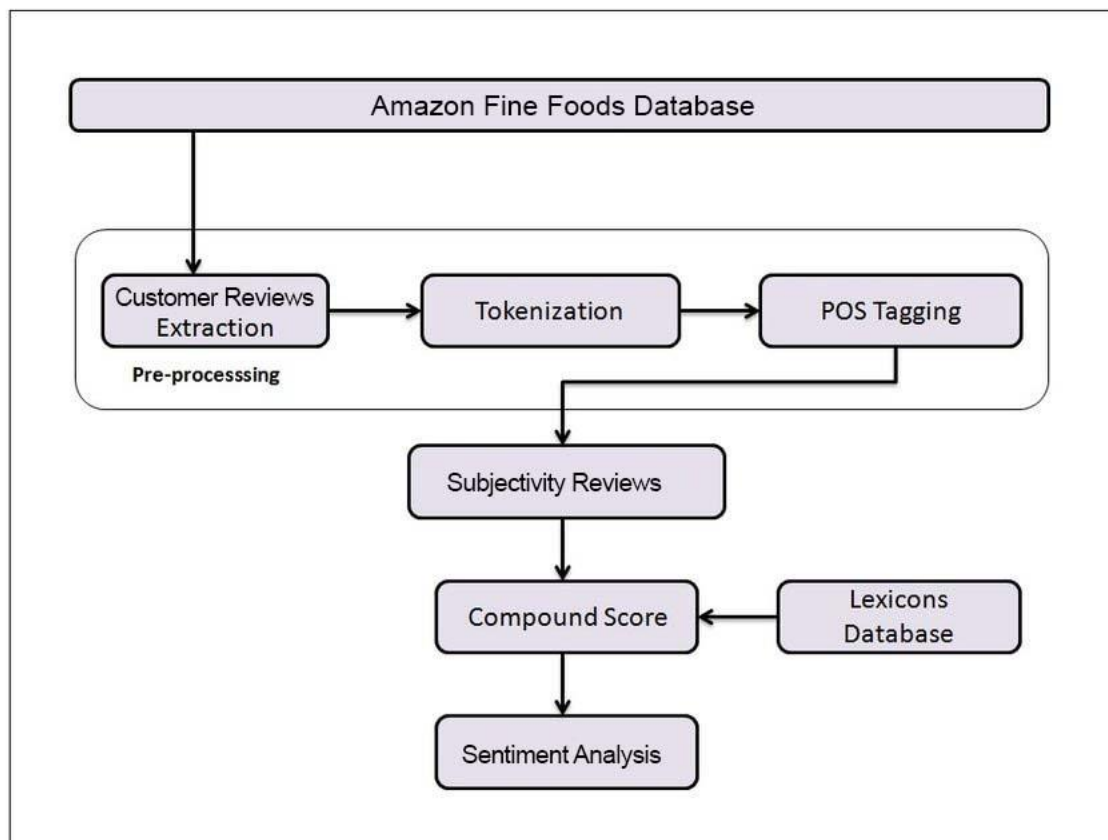 Amazon Fine Foods Database
Customer Reviews
Extraction
Tokenization
POS Tagging
Pre-processsing
Subjectivity Reviews
Compound Score
Lexicons
Database
Sentiment Analysis